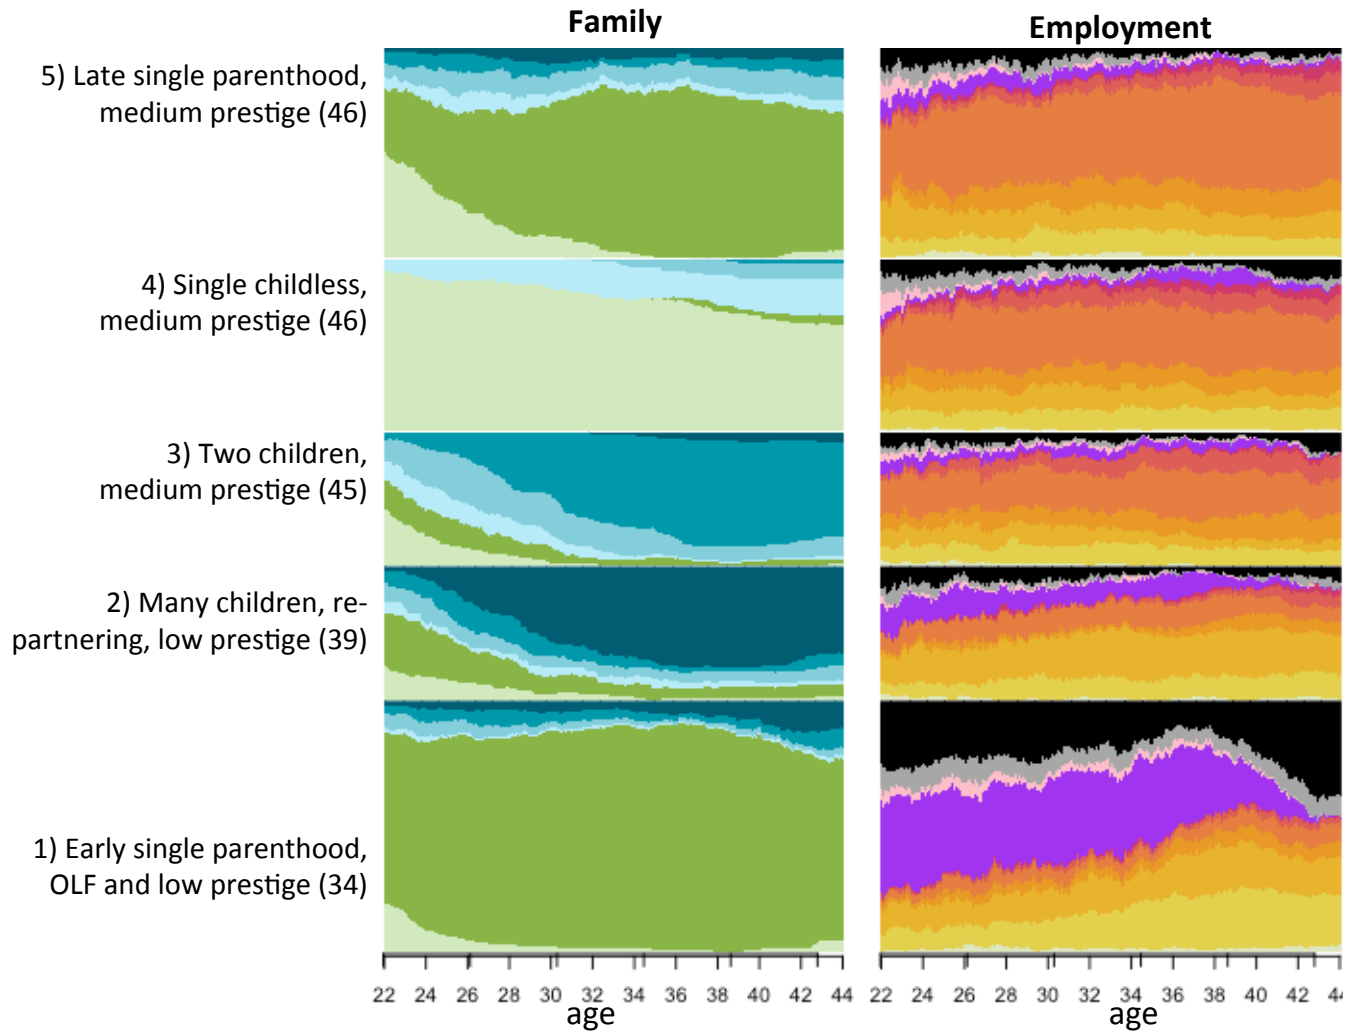 Family
Employment
5) Late single parenthood,
medium prestige (46)
4) Single childless,
medium prestige (46)
3) Two children,
medium prestige (45)
2) Many children, re-
partnering, low prestige (39)
1) Early single parenthood,
OLF and low prestige (34)
22 24 26 28 30 32 34 36 38 40 42 44
age
22 24 26 28 30 32 34 36 38 40 42 44
age